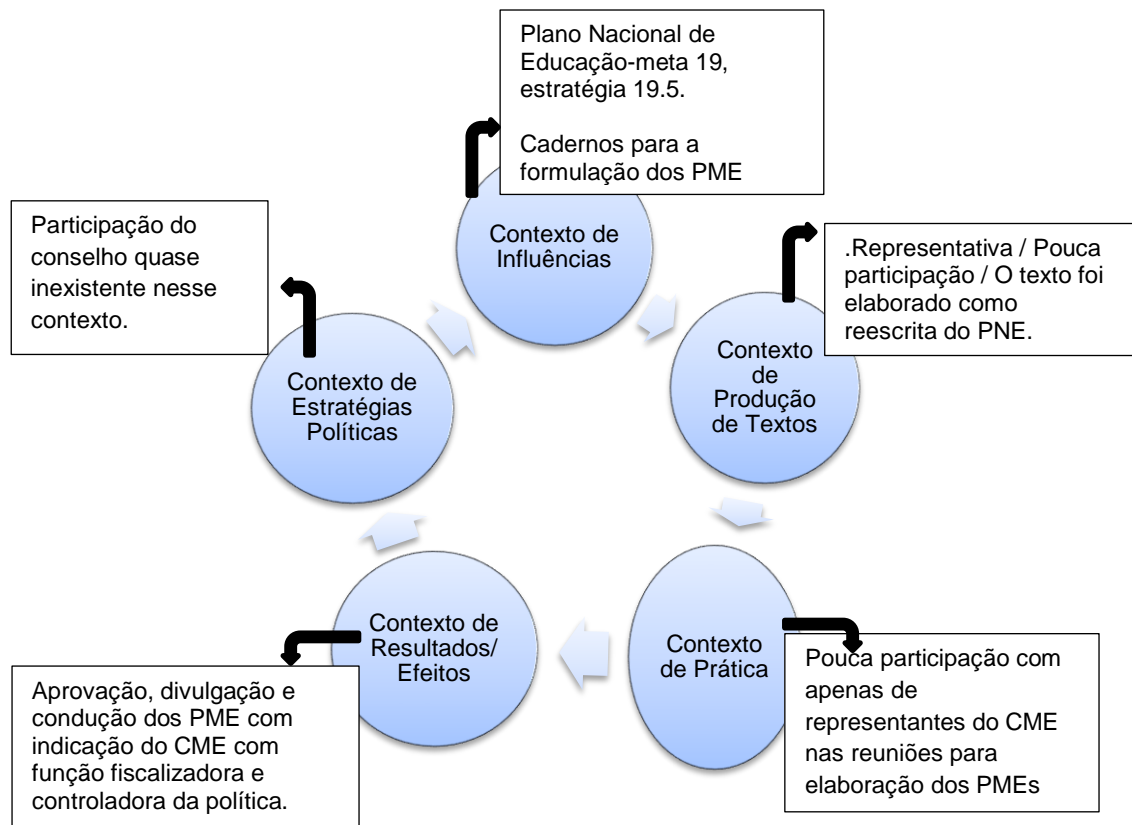 Plano Nacional de
Educação-meta 19,
estratégia 19.5.
Cadernos para a
formulação dos PME
Contexto de
Influências
.Representativa / Pouca
participação / O texto foi
elaborado como
reescrita do PNE.
Contexto
de
Produção
de Textos
Pouca participação com
apenas de
representantes do CME
nas reuniões para
elaboração dos PMEs
Contexto
de Prática
Contexto de
Resultados/
Efeitos
Aprovação, divulgação e
condução dos PME com
indicação do CME com
função fiscalizadora e
controladora da política.
Contexto de
Estratégias
Políticas
Participação do
conselho quase
inexistente nesse
contexto.